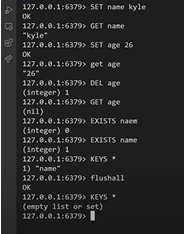 127.0.0.1:6379> SET name kyle
OK
127.0.0.1:6379> GET name
"kyle"
127.0.0.1:6379> SET age 26
OK
127.0.0.1:6379> get age
"26"
127.0.0.1:6379> DEL age
(integer) 1
127.0.0.1:6379> GET age
(nil)
127.0.0.1:6379> EXISTS naem
(integer) 0
127.0.0.1:6379> EXISTS name
(integer) 1
127.0.0.1:6379> KEYS *
1) "name"
127.0.0.1:6379> flushall
OK
127.0.0.1:6379> KEYS *
(empty list or set)
127.0.0.1:6379>